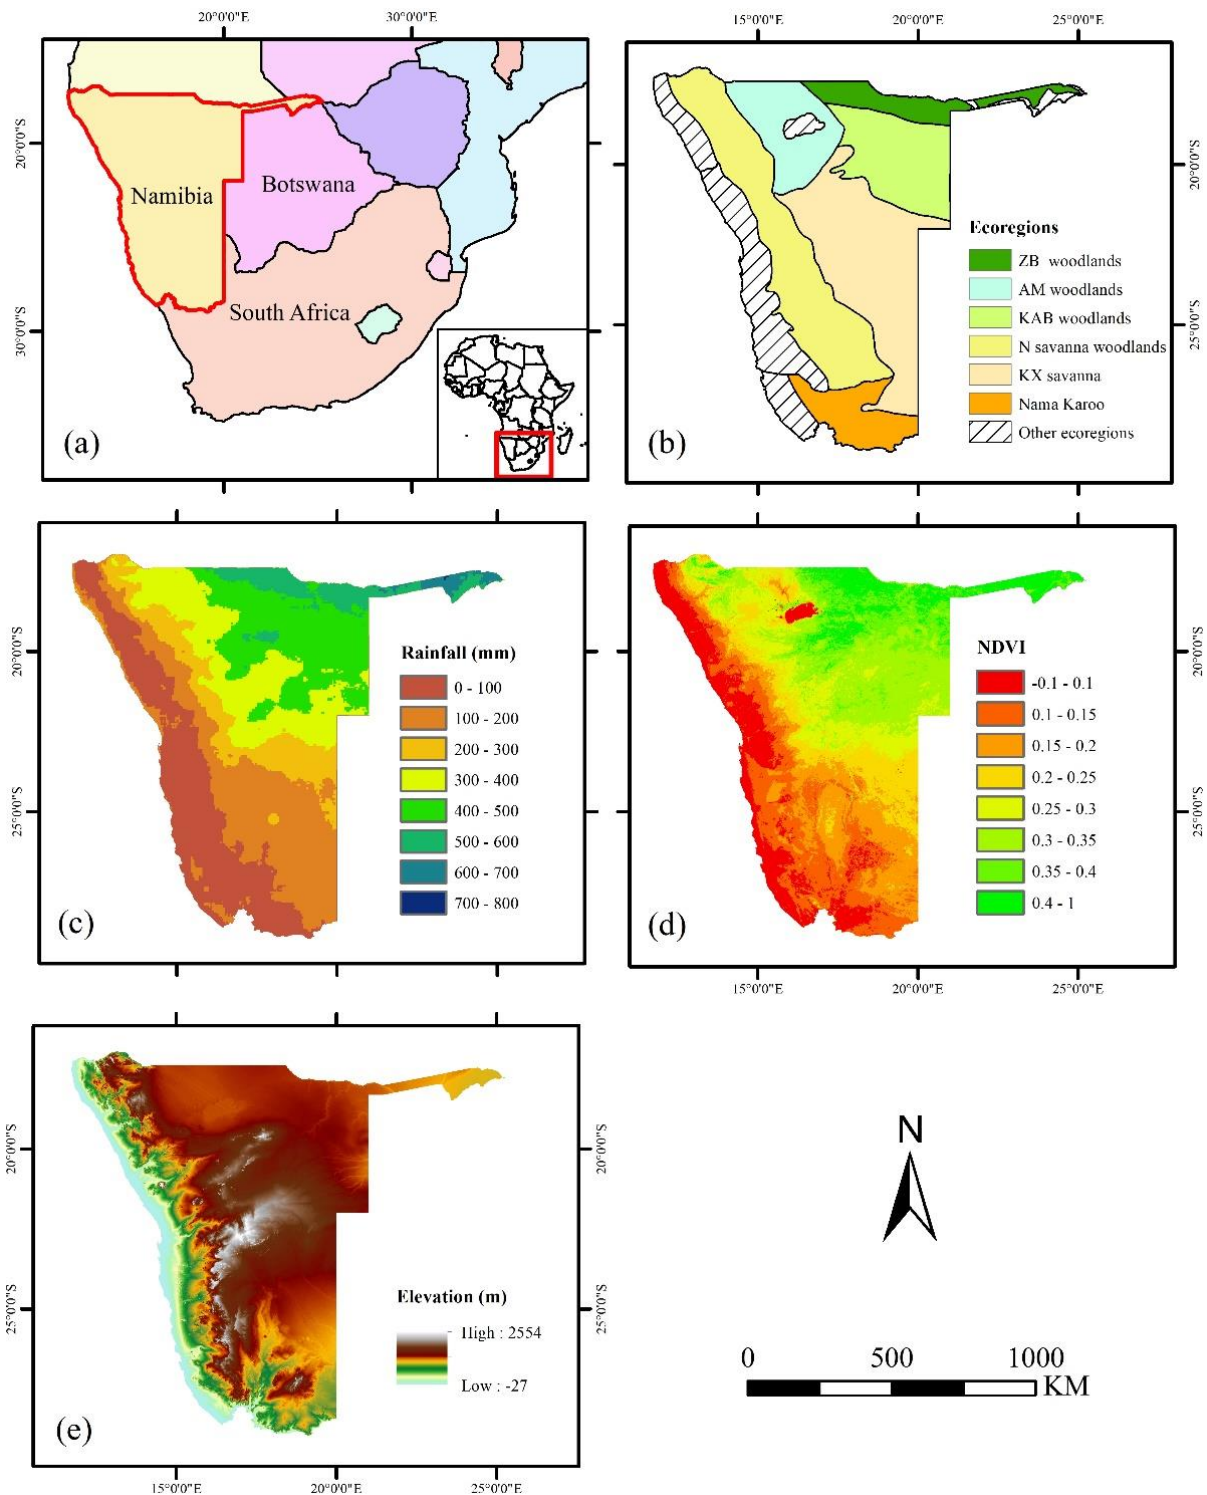 20°0'0"E 30°0'0"E
20°0'0"S
30°0'0"S
Namibia
Botswana
South Africa
(a)
15°0'0"E 20°0'0"E 25°0'0"E
20°0'0"S
25°0'0"S
Ecoregions
ZB woodlands
AM woodlands
KAB woodlands
N savanna woodlands
KX savanna
Nama Karoo
Other ecoregions
(b)
20°0'0"S
25°0'0"S
Rainfall (mm)
0 - 100
100 - 200
200 - 300
300 - 400
400 - 500
500 - 600
600 - 700
700 - 800
(c)
NDVI
-0.1 - 0.1
0.1 - 0.15
0.15 - 0.2
0.2 - 0.25
0.25 - 0.3
0.3 - 0.35
0.35 - 0.4
0.4 - 1
(d)
20°0'0"S
25°0'0"S
15°0'0"E 20°0'0"E 25°0'0"E
20°0'0"S
25°0'0"S
Elevation (m)
High : 2554
Low : -27
(e)
15°0'0"E 20°0'0"E 25°0'0"E
N
0 500 1000
KM